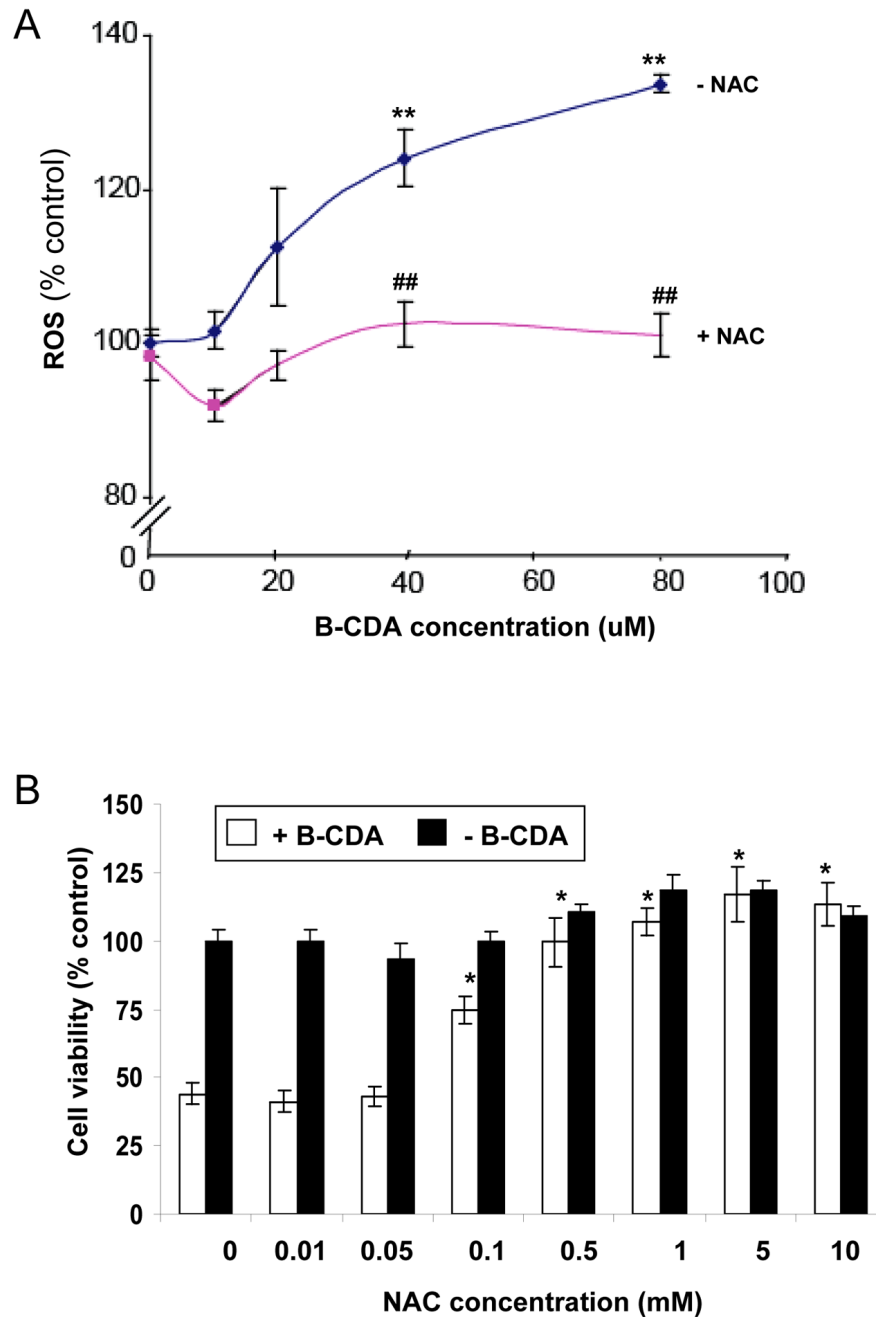 A
140
120
100
80
0
ROS (% control)
**
**
- NAC
##
##
+ NAC
0 20 40 60 80 100
B-CDA concentration (uM)
B
150
125
100
75
50
25
0
Cell viability (% control)
+ B-CDA - B-CDA
* * * * *
0 0.01 0.05 0.1 0.5 1 5 10
NAC concentration (mM)